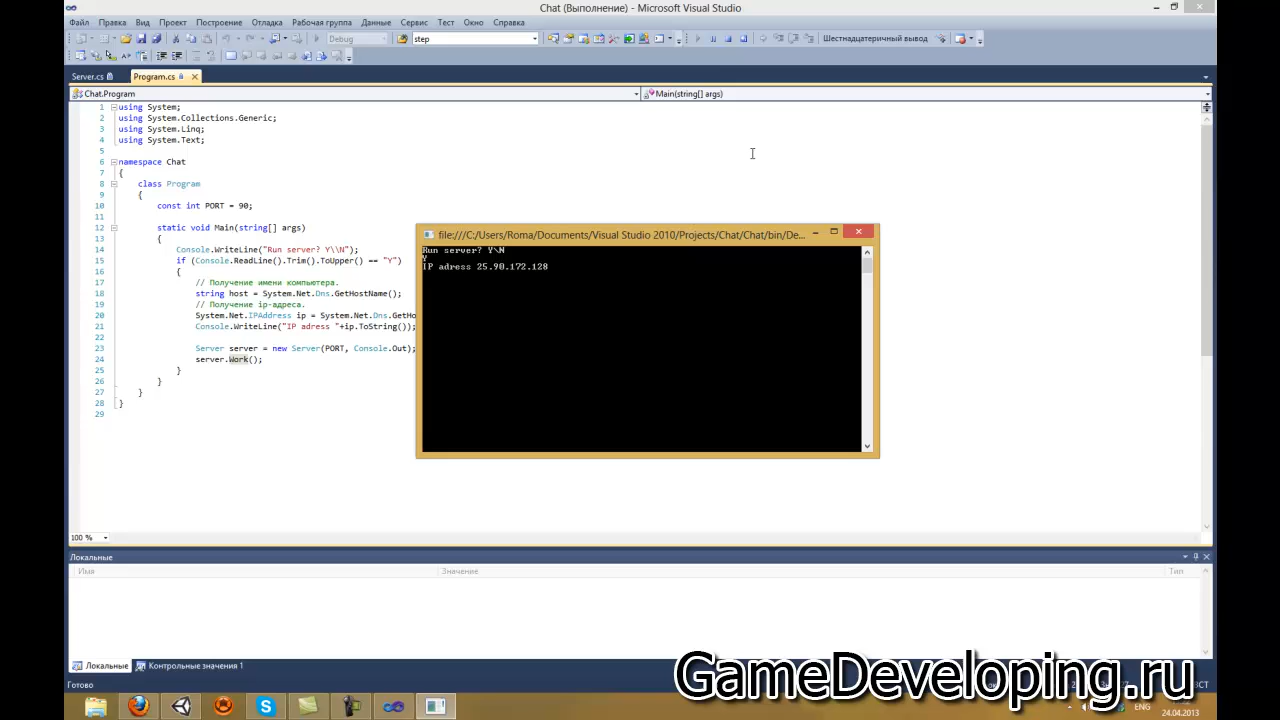 Chat (Выполнение) - Microsoft Visual Studio
Файл Правка Вид Проект Построение Отладка Рабочая группа Данные Сервис Тест Окно Справка
Debug step Шестнадцатеричный вывод
Server.cs Program.cs
Chat.Program Main(string[] args)
1 using System;
2 using System.Collections.Generic;
3 using System.Linq;
4 using System.Text;
5
6 namespace Chat
7 {
8 class Program
9 {
10 const int PORT = 90;
11
12 static void Main(string[] args)
13 {
14 Console.WriteLine("Run server? Y\\N");
15 if (Console.ReadLine().Trim().ToUpper() == "Y")
16 {
17 // Получение имени компьютера.
18 string host = System.Net.Dns.GetHostName();
19 // Получение ip-адреса.
20 System.Net.IPAddress ip = System.Net.Dns.GetHo
21 Console.WriteLine("IP adress "+ip.ToString());
22
23 Server server = new Server(PORT, Console.Out);
24 server.Work();
25 }
26 }
27 }
28 }
29
file:///C:/Users/Roma/Documents/Visual Studio 2010/Projects/Chat/Chat/bin/De...
Run server? Y\N
Y
IP adress 25.90.172.128
100 %
Локальные
Имя Значение Тип
Локальные Контрольные значения 1
Готово
GameDeveloping.ru
ENG
24.04.2013